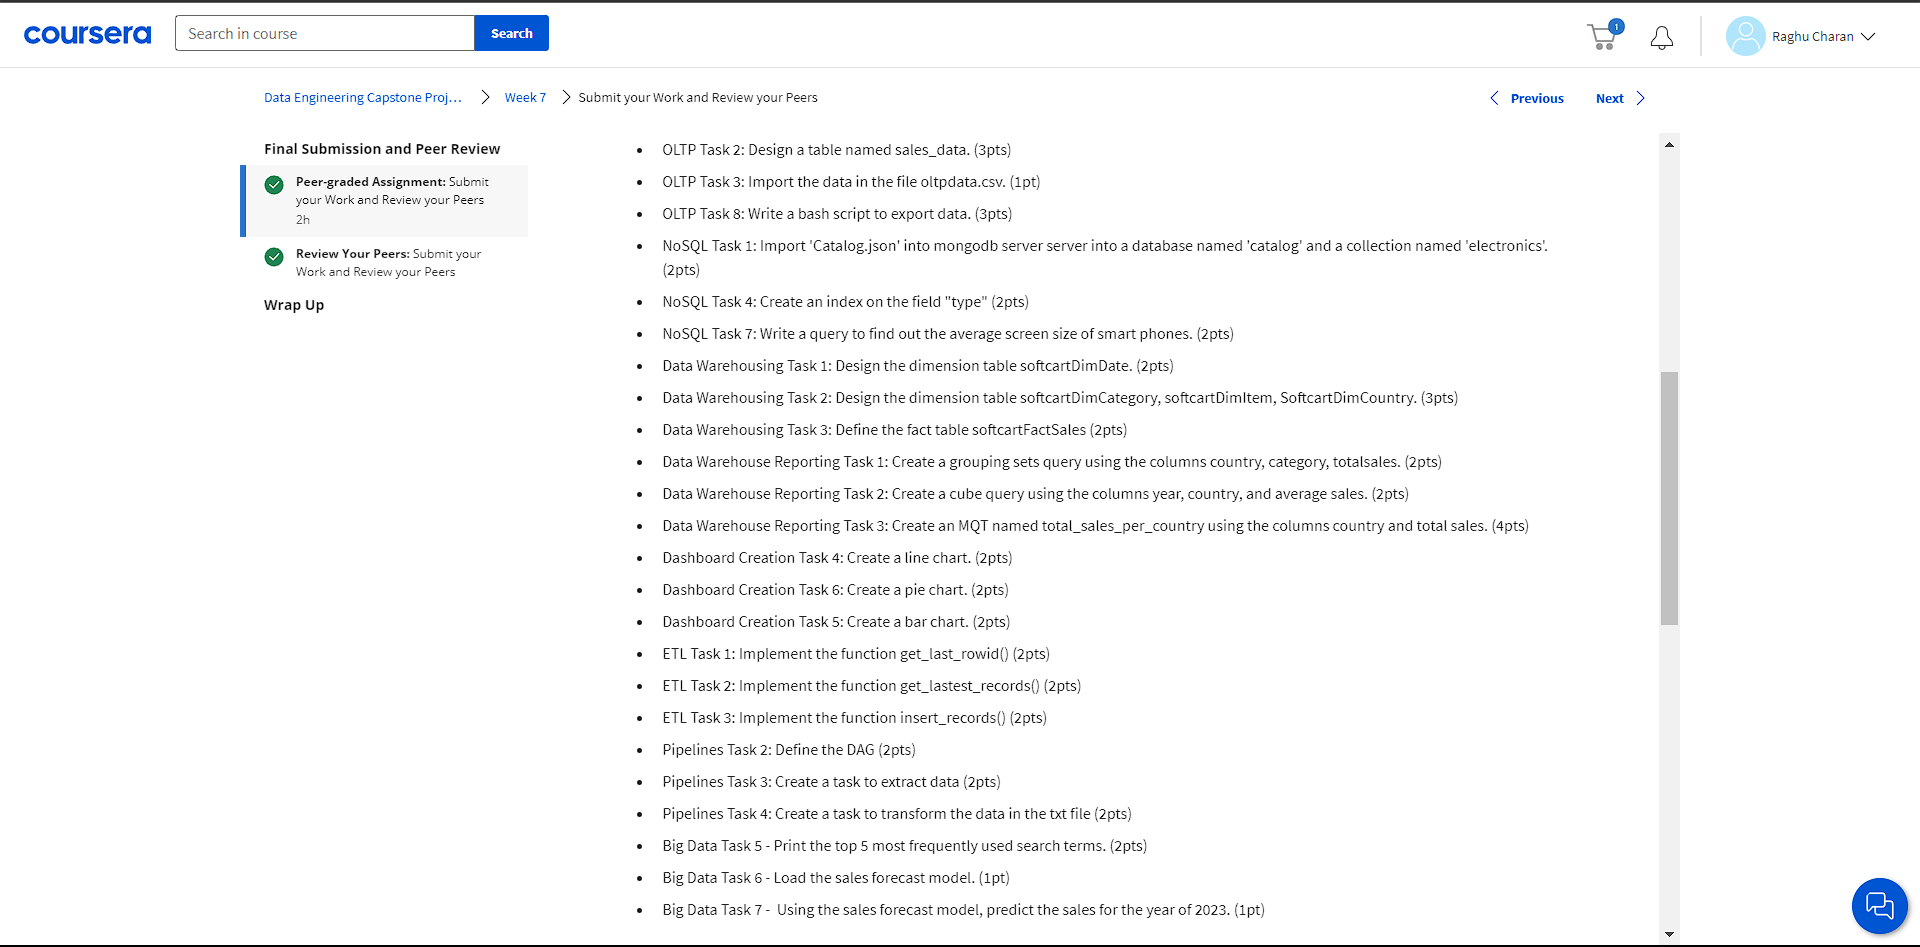 coursera
Search in course
Search
1
Raghu Charan
Data Engineering Capstone Proj...
Week 7
Submit your Work and Review your Peers
Previous
Next
Final Submission and Peer Review
Peer-graded Assignment: Submit
your Work and Review your Peers
2h
Review Your Peers: Submit your
Work and Review your Peers
Wrap Up
OLTP Task 2: Design a table named sales_data. (3pts)
OLTP Task 3: Import the data in the file oltpdata.csv. (1pt)
OLTP Task 8: Write a bash script to export data. (3pts)
NoSQL Task 1: Import 'Catalog.json' into mongodb server server into a database named 'catalog' and a collection named 'electronics'.
(2pts)
NoSQL Task 4: Create an index on the field "type" (2pts)
NoSQL Task 7: Write a query to find out the average screen size of smart phones. (2pts)
Data Warehousing Task 1: Design the dimension table softcartDimDate. (2pts)
Data Warehousing Task 2: Design the dimension table softcartDimCategory, softcartDimItem, SoftcartDimCountry. (3pts)
Data Warehousing Task 3: Define the fact table softcartFactSales (2pts)
Data Warehouse Reporting Task 1: Create a grouping sets query using the columns country, category, totalsales. (2pts)
Data Warehouse Reporting Task 2: Create a cube query using the columns year, country, and average sales. (2pts)
Data Warehouse Reporting Task 3: Create an MQT named total_sales_per_country using the columns country and total sales. (4pts)
Dashboard Creation Task 4: Create a line chart. (2pts)
Dashboard Creation Task 6: Create a pie chart. (2pts)
Dashboard Creation Task 5: Create a bar chart. (2pts)
ETL Task 1: Implement the function get_last_rowid() (2pts)
ETL Task 2: Implement the function get_lastest_records() (2pts)
ETL Task 3: Implement the function insert_records() (2pts)
Pipelines Task 2: Define the DAG (2pts)
Pipelines Task 3: Create a task to extract data (2pts)
Pipelines Task 4: Create a task to transform the data in the txt file (2pts)
Big Data Task 5 - Print the top 5 most frequently used search terms. (2pts)
Big Data Task 6 - Load the sales forecast model. (1pt)
Big Data Task 7 -  Using the sales forecast model, predict the sales for the year of 2023. (1pt)